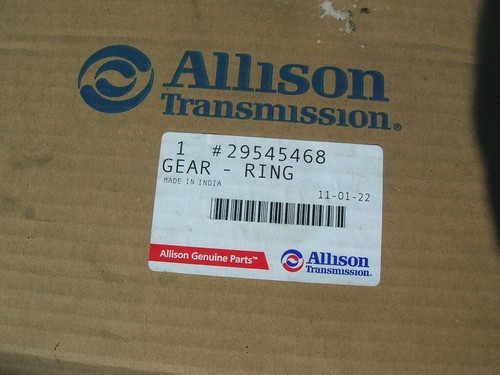 Allison
Transmission®
1 #29545468
GEAR - RING
MADE IN INDIA
11-01-22
Allison Genuine Parts™
Allison
Transmission.